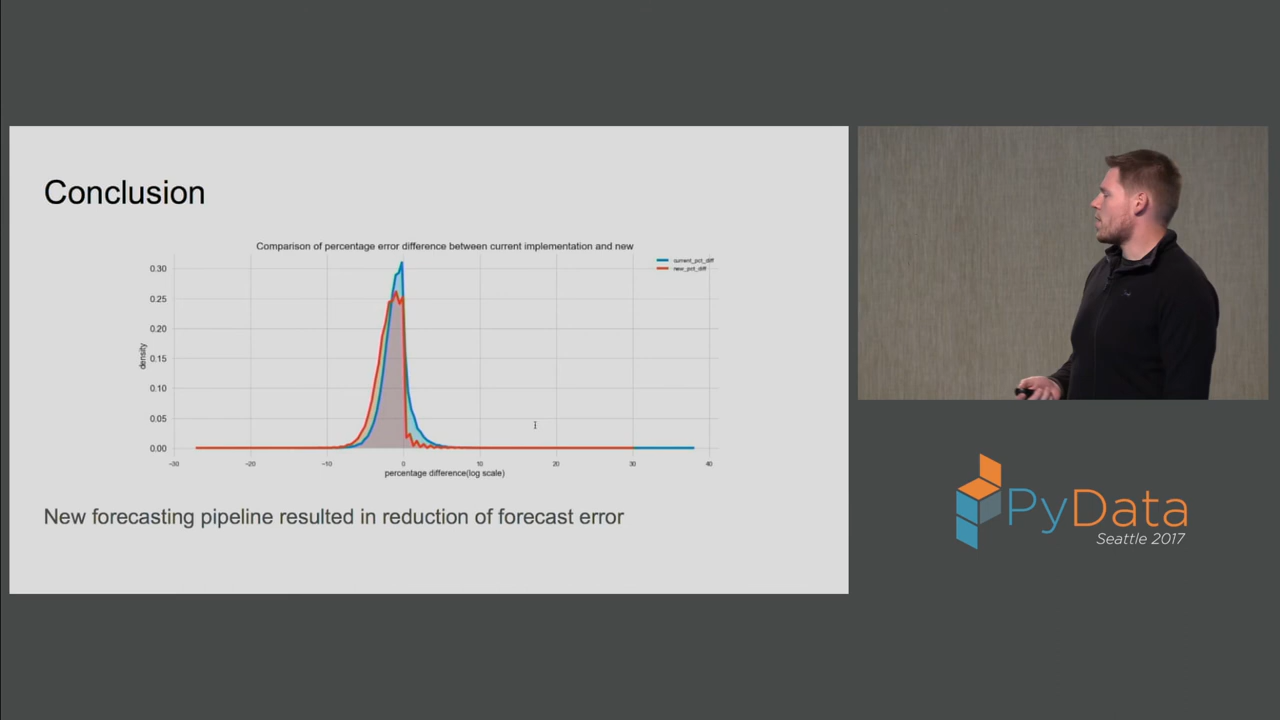 Conclusion
Comparison of percentage error difference between current implementation and new
current_pct_diff
new_pct_diff
0.30
0.25
0.20
0.15
0.10
0.05
0.00
density
−30
−20
−10
0
10
20
30
40
percentage difference(log scale)
New forecasting pipeline resulted in reduction of forecast error
PyData
Seattle 2017